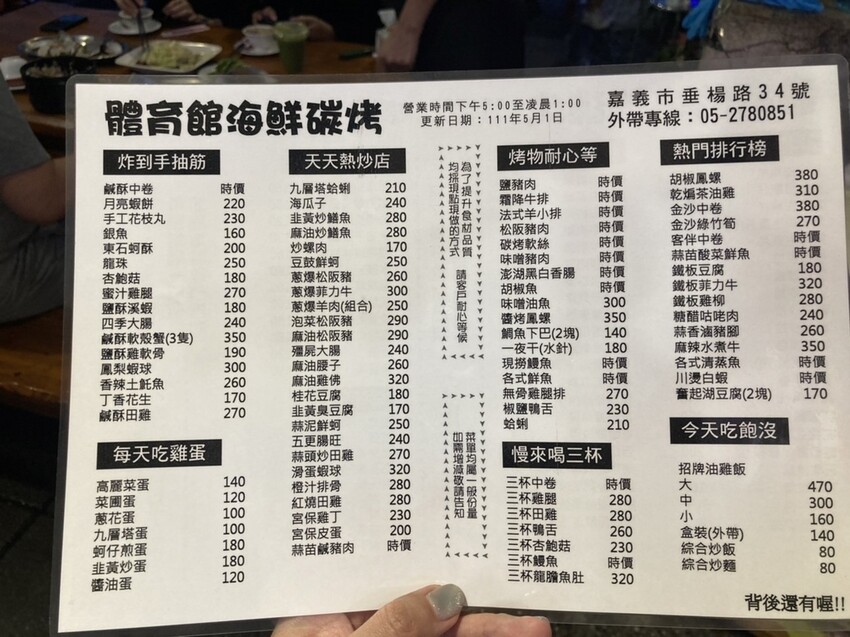 體育館海鮮碳烤
營業時間下午5:00至凌晨1:00
更新日期:111年5月1日
嘉義市垂楊路34號
外帶專線:05-2780851
炸到手抽筋
鹹酥中卷 時價
月亮蝦餅 220
手工花枝丸 230
銀魚 160
東石蚵酥 200
龍珠 250
杏鮑菇 180
蜜汁雞腿 270
鹽酥溪蝦 180
四季大腸 240
鹹酥軟殼蟹(3隻) 350
鹽酥雞軟骨 190
鳳梨蝦球 300
香辣土魠魚 260
丁香花生 170
鹹酥田雞 270
每天吃雞蛋
高麗菜蛋 140
菜圃蛋 120
蔥花蛋 100
九層塔蛋 100
蚵仔煎蛋 180
韭黃炒蛋 180
醬油蛋 120
天天熱炒店
九層塔蛤蜊 210
海瓜子 240
韭黃炒鱔魚 280
麻油炒鱔魚 280
炒螺肉 170
豆鼓鮮蚵 250
蔥爆松阪豬 260
蔥爆菲力牛 300
蔥爆羊肉(組合) 250
泡菜松阪豬 290
麻油松阪豬 290
殭屍大腸 240
麻油腰子 260
麻油雞佛 320
桂花豆腐 180
韭黃臭豆腐 170
蒜泥鮮蚵 250
五更腸旺 240
蒜頭炒田雞 270
滑蛋蝦球 320
橙汁排骨 280
紅燒田雞 280
宮保雞丁 230
宮保皮蛋 200
蒜苗鹹豬肉 時價
為了提升食材品質 請客戶耐心等候
均採現點現做的方式
菜單均屬一般份量
如需增減敬請告知
烤物耐心等
鹽豬肉 時價
霜降牛排 時價
法式羊小排 時價
松阪豬肉 時價
碳烤軟絲 時價
味噌豬肉 時價
澎湖黑白香腸 時價
胡椒魚 時價
味噌油魚 300
醬烤鳳螺 350
鯛魚下巴(2塊) 140
一夜干(水針) 180
現撈鰻魚 時價
各式鮮魚 時價
無骨雞腿排 270
椒鹽鴨舌 230
蛤蜊 210
慢來喝三杯
三杯中卷 時價
三杯雞腿 280
三杯田雞 280
三杯鴨舌 260
三杯杏鮑菇 230
三杯鰻魚 時價
三杯龍膽魚肚 320
熱門排行榜
胡椒鳳螺 380
乾煸茶油雞 310
金沙中卷 380
金沙綠竹筍 270
客伴中卷 時價
蒜苗酸菜鮮魚 時價
鐵板豆腐 180
鐵板菲力牛 320
鐵板雞柳 280
糖醋咕咾肉 240
蒜香滷豬腳 260
麻辣水煮牛 350
各式清蒸魚 時價
川燙白蝦 時價
奮起湖豆腐(2塊) 170
今天吃飽沒
招牌油雞飯
大 470
中 300
小 160
盒裝(外帶) 140
綜合炒飯 80
綜合炒麵 80
背後還有喔!!